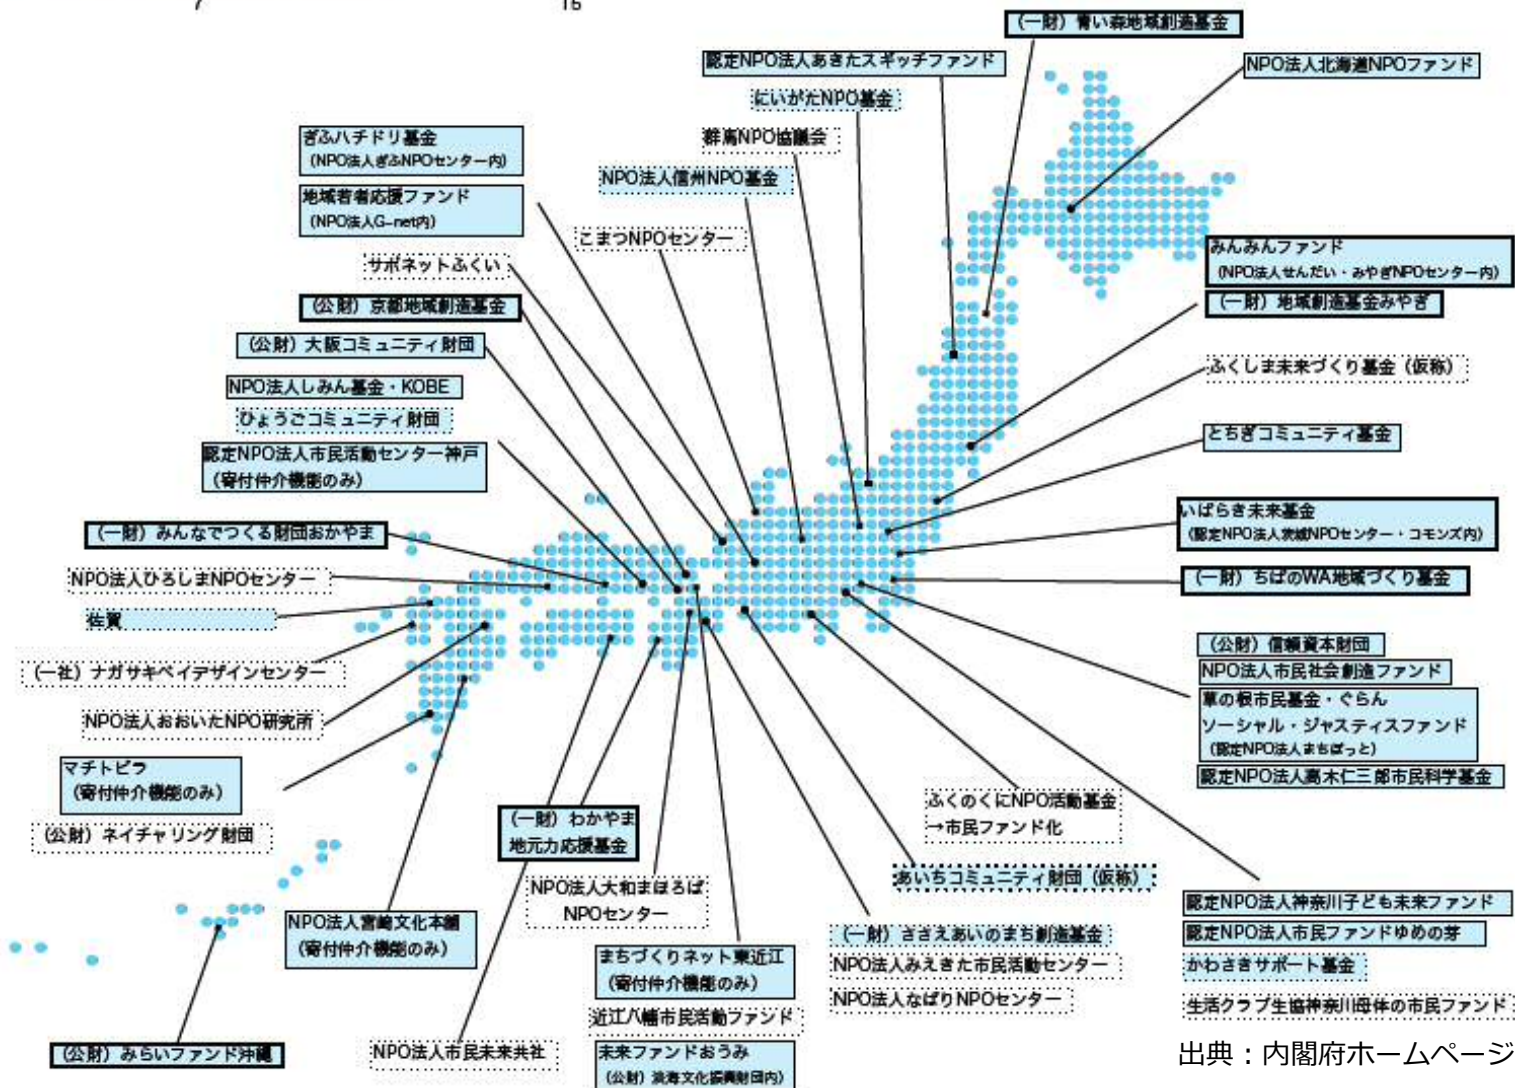 7
15
(一財) 青い森地域創造基金
認定NPO法人あきたスギッチファンド
NPO法人北海道NPOファンド
にいがたNPO基金
ぎふハチドリ基金
(NPO法人ぎふNPOセンター内)
群馬NPO協議会
NPO法人信州NPO基金
地域若者応援ファンド
(NPO法人G-net内)
こまつNPOセンター
サポネットふくい
みんみんファンド
(NPO法人せんだい・みやぎNPOセンター内)
(公財) 京都地域創造基金
(一財) 地域創造基金みやぎ
(公財) 大阪コミュニティ財団
ふくしま未来づくり基金 (仮称)
NPO法人しみん基金・KOBE
ひょうごコミュニティ財団
とちぎコミュニティ基金
認定NPO法人市民活動センター神戸
(寄付仲介機能のみ)
いばらき未来基金
(認定NPO法人茨城NPOセンター・コモンズ内)
(一財) みんなでつくる財団おかやま
NPO法人ひろしまNPOセンター
(一財) ちばのWA地域づくり基金
佐賀
(公財) 信頼資本財団
(一社) ナガサキベイデザインセンター
NPO法人市民社会創造ファンド
草の根市民基金・ぐらん
NPO法人おおいたNPO研究所
ソーシャル・ジャスティスファンド
(認定NPO法人まちぽっと)
マチトビラ
(寄付仲介機能のみ)
認定NPO法人高木仁三郎市民科学基金
(公財) ネイチャリング財団
ふくのくにNPO活動基金
→市民ファンド化
(一財) わかやま
地元力応援基金
あいちコミュニティ財団 (仮称)
NPO法人大和まほろば
NPOセンター
認定NPO法人神奈川子ども未来ファンド
NPO法人宮崎文化本舗
(寄付仲介機能のみ)
(一財) ささえあいのまち創造基金
認定NPO法人市民ファンドゆめの芽
まちづくりネット東近江
(寄付仲介機能のみ)
NPO法人みえきた市民活動センター
かわさきサポート基金
NPO法人なばりNPOセンター
生活クラブ生協神奈川母体の市民ファンド
近江八幡市民活動ファンド
(公財) みらいファンド沖縄
NPO法人市民未来共社
未来ファンドおうみ
(公財) 淡海文化振興財団内)
出典：内閣府ホームページ